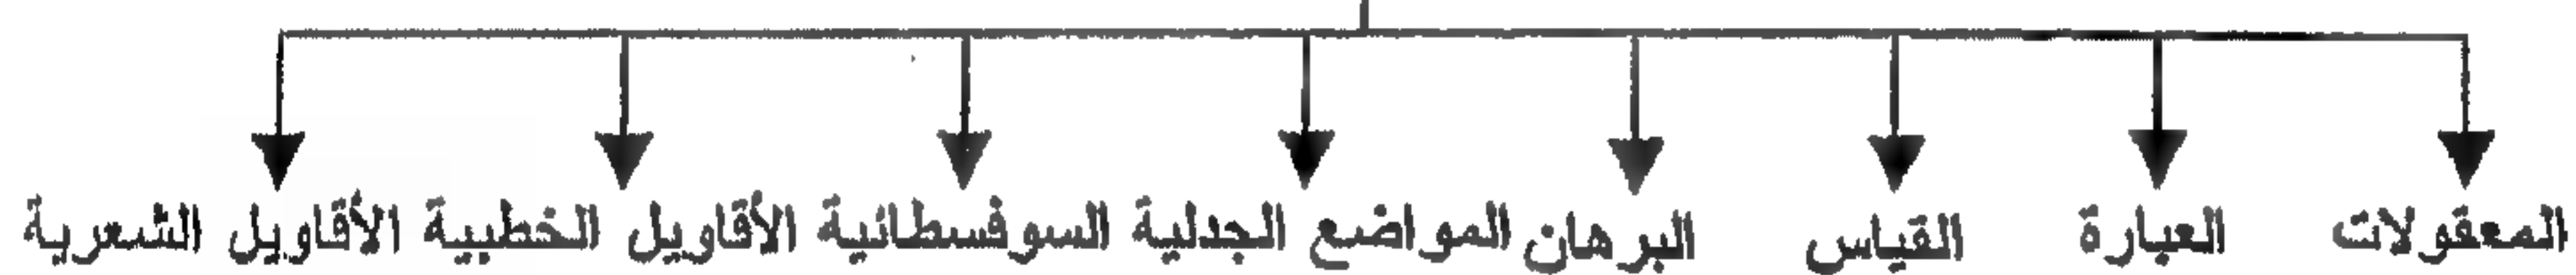 المعقولات العبارة القياس البرهان المواضع الجدلية السوفسطائية الأقاويل الخطبية الأقاويل الشعرية